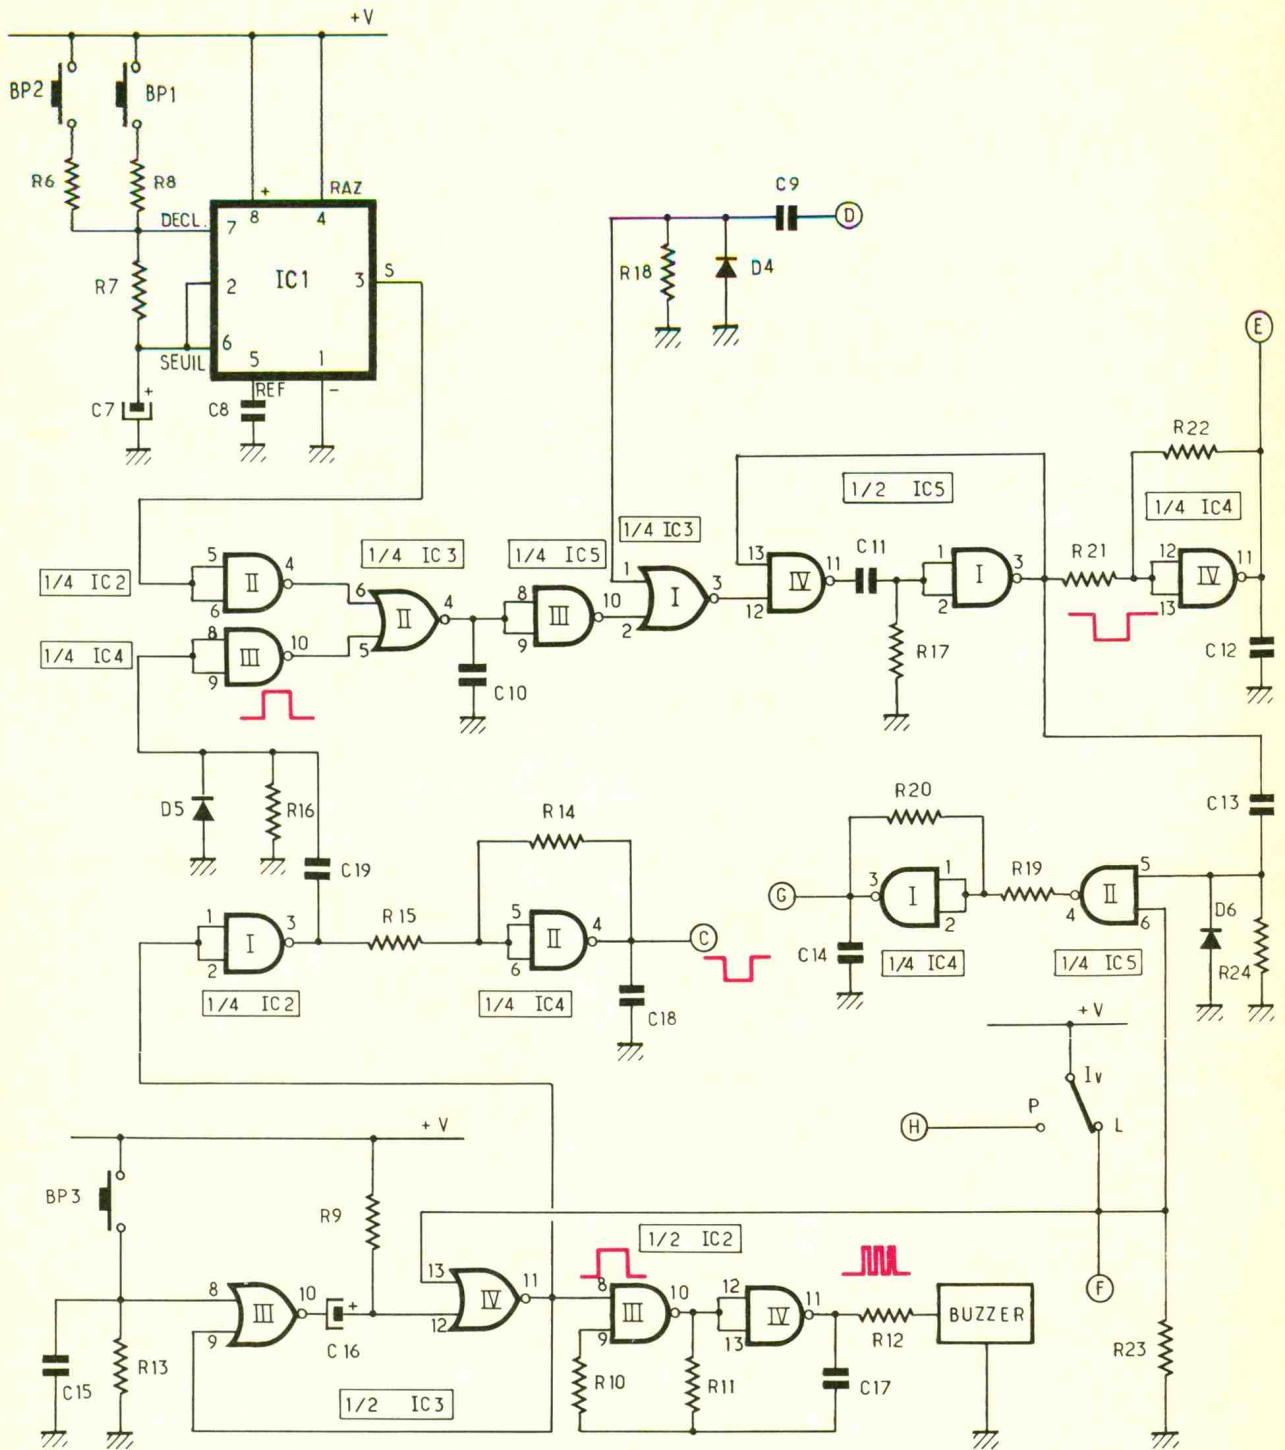 +V
BP2
BP1
R6
R8
+
RAZ
DECL.
7
8
4
R7
2
IC1
3
S
SEUIL
6
5
1
REF
-
+
C7
C8
C9
D
R18
D4
E
R22
1/2 IC5
1/4 IC4
1/4 IC2
5
II
4
6
1/4 IC3
6
II
4
5
1/4 IC5
8
III
10
9
1/4 IC3
1
I
3
2
13
IV
11
12
C11
1
I
3
2
R21
12
IV
11
13
1/4 IC4
8
III
10
9
C10
R17
C12
D5
R16
C19
R14
R20
C13
1
I
3
2
1/4 IC2
R15
5
II
4
6
1/4 IC4
C
C18
G
C14
3
I
1
2
1/4 IC4
R19
4
II
5
6
1/4 IC5
D6
R24
+V
Iv
P
L
H
+V
BP3
R9
1/2 IC2
F
8
III
10
9
+
C16
13
IV
11
12
8
III
10
9
12
IV
11
13
R12
BUZZER
C15
R13
1/2 IC3
R10
R11
C17
R23